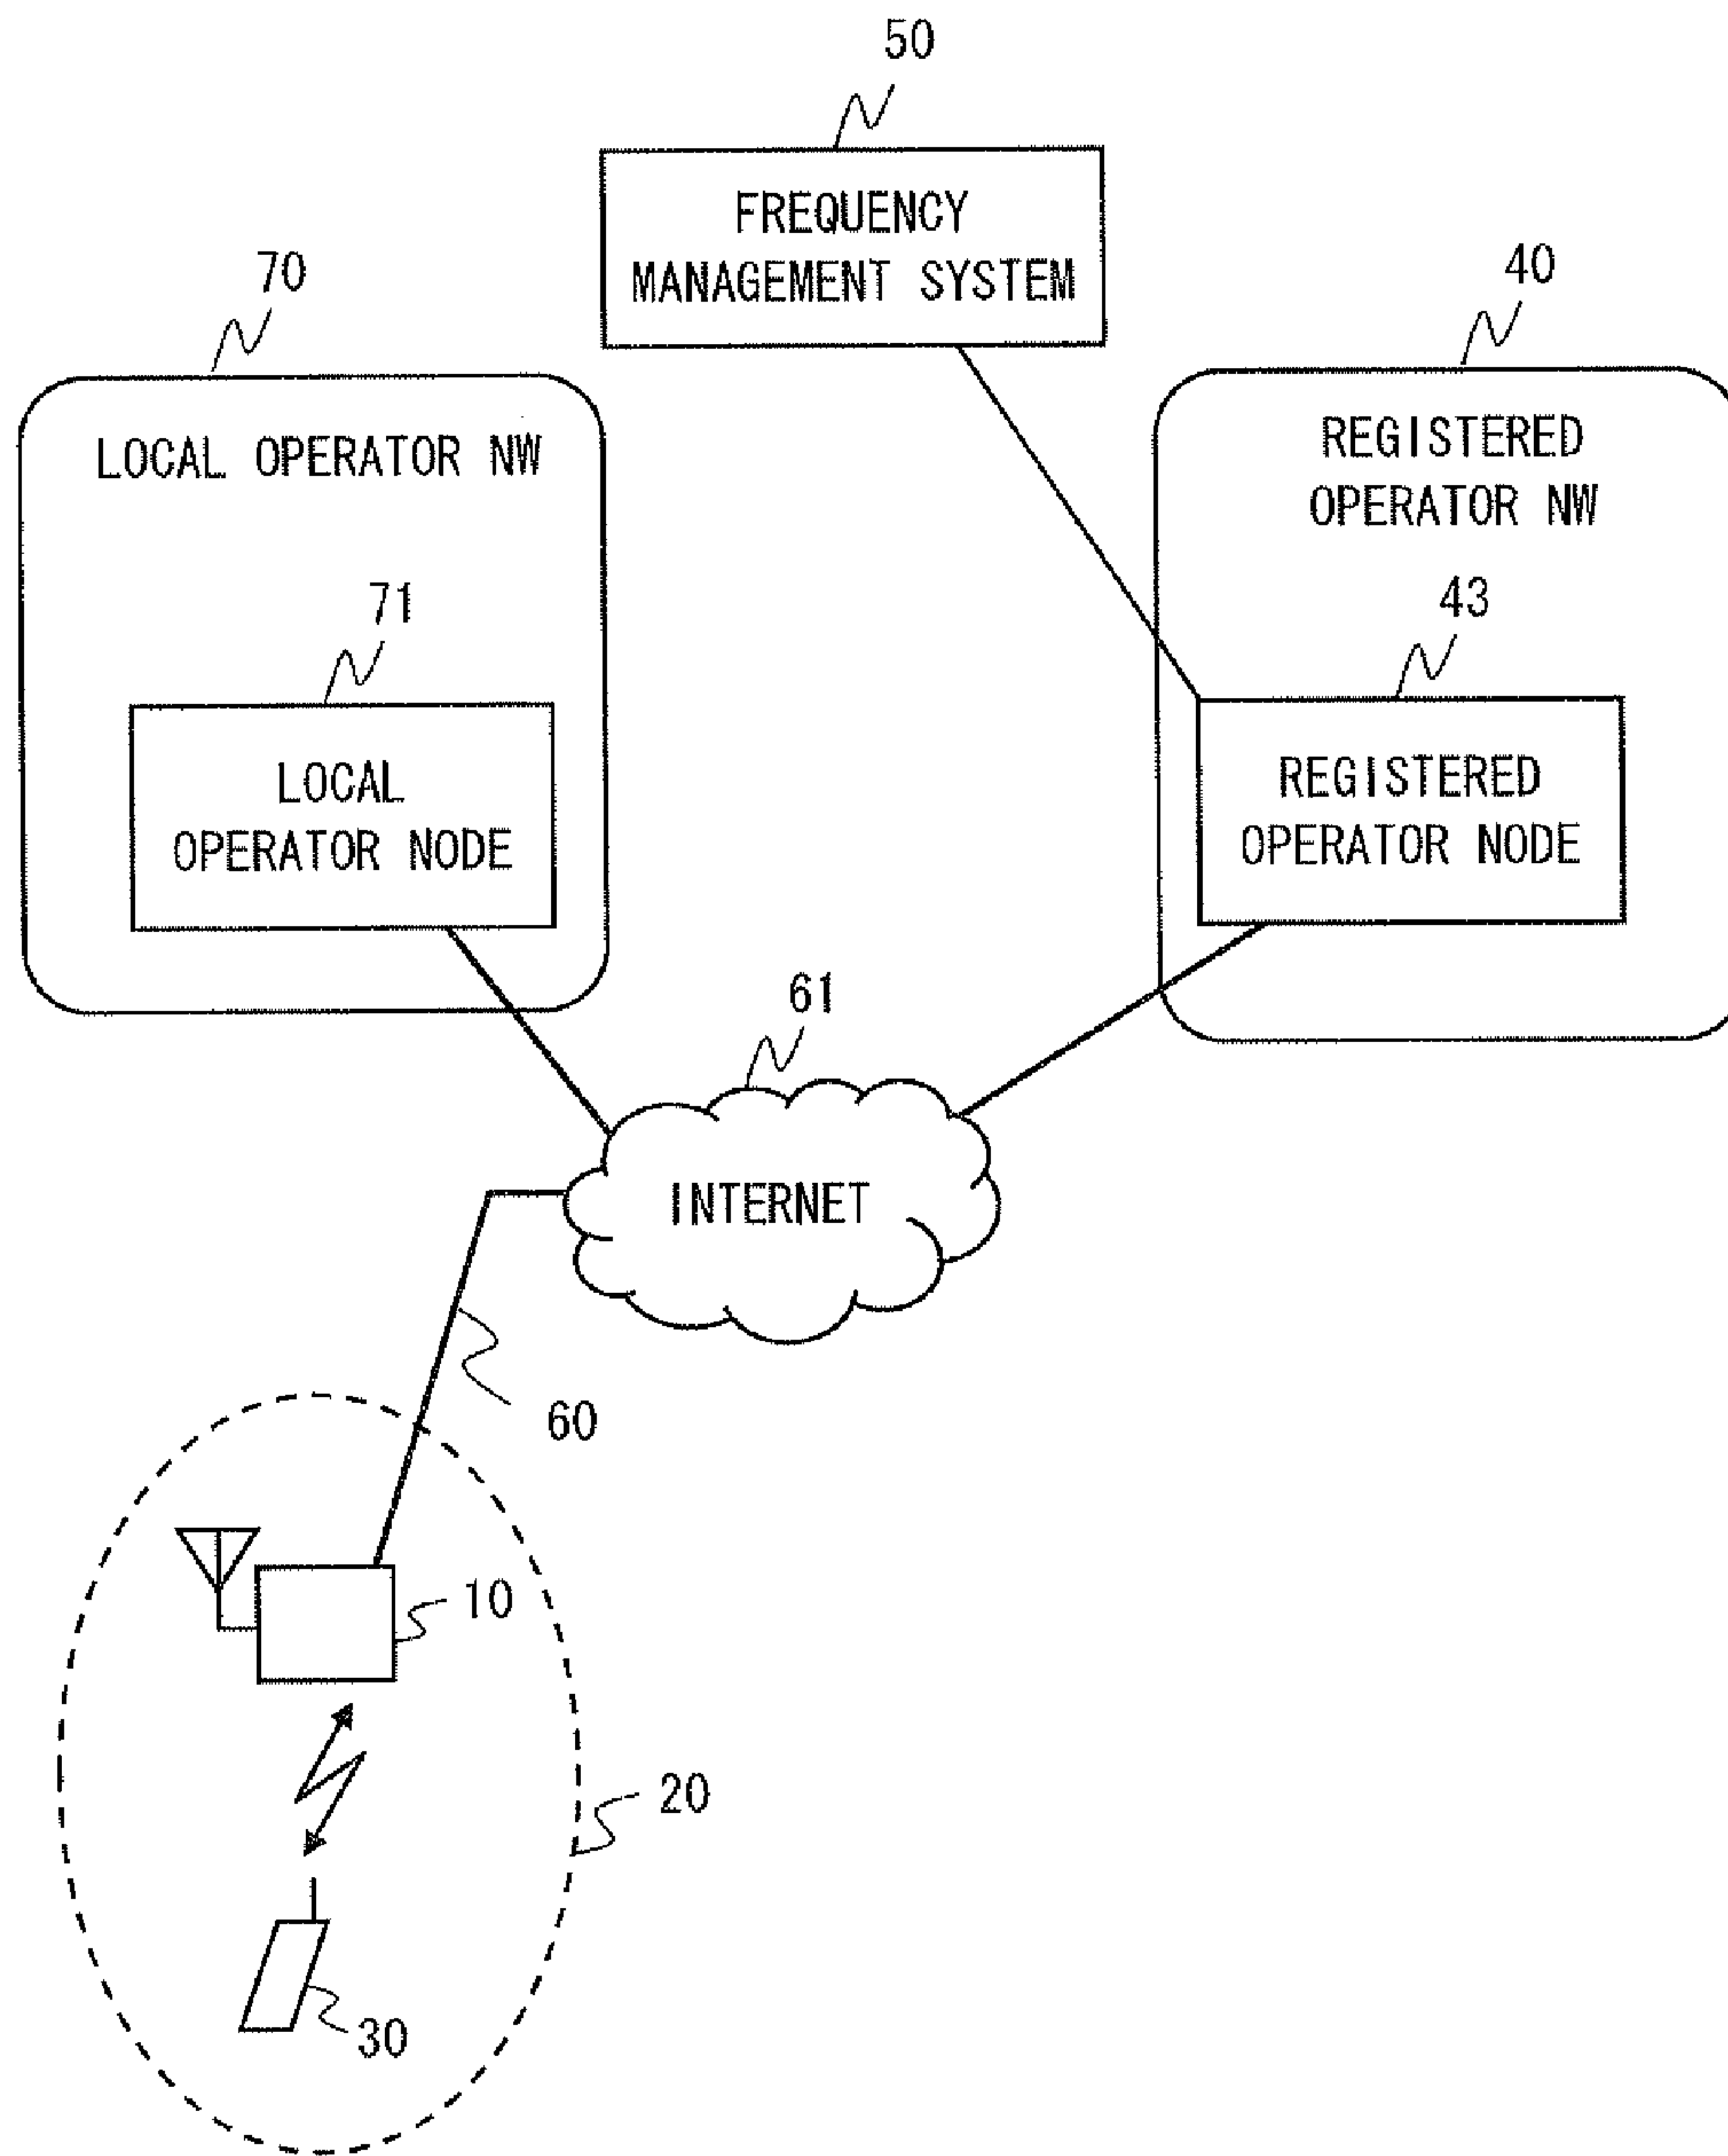 50
FREQUENCY
MANAGEMENT SYSTEM
70
40
LOCAL OPERATOR NW
REGISTERED
OPERATOR NW
71
43
LOCAL
OPERATOR NODE
REGISTERED
OPERATOR NODE
61
INTERNET
60
10
20
30